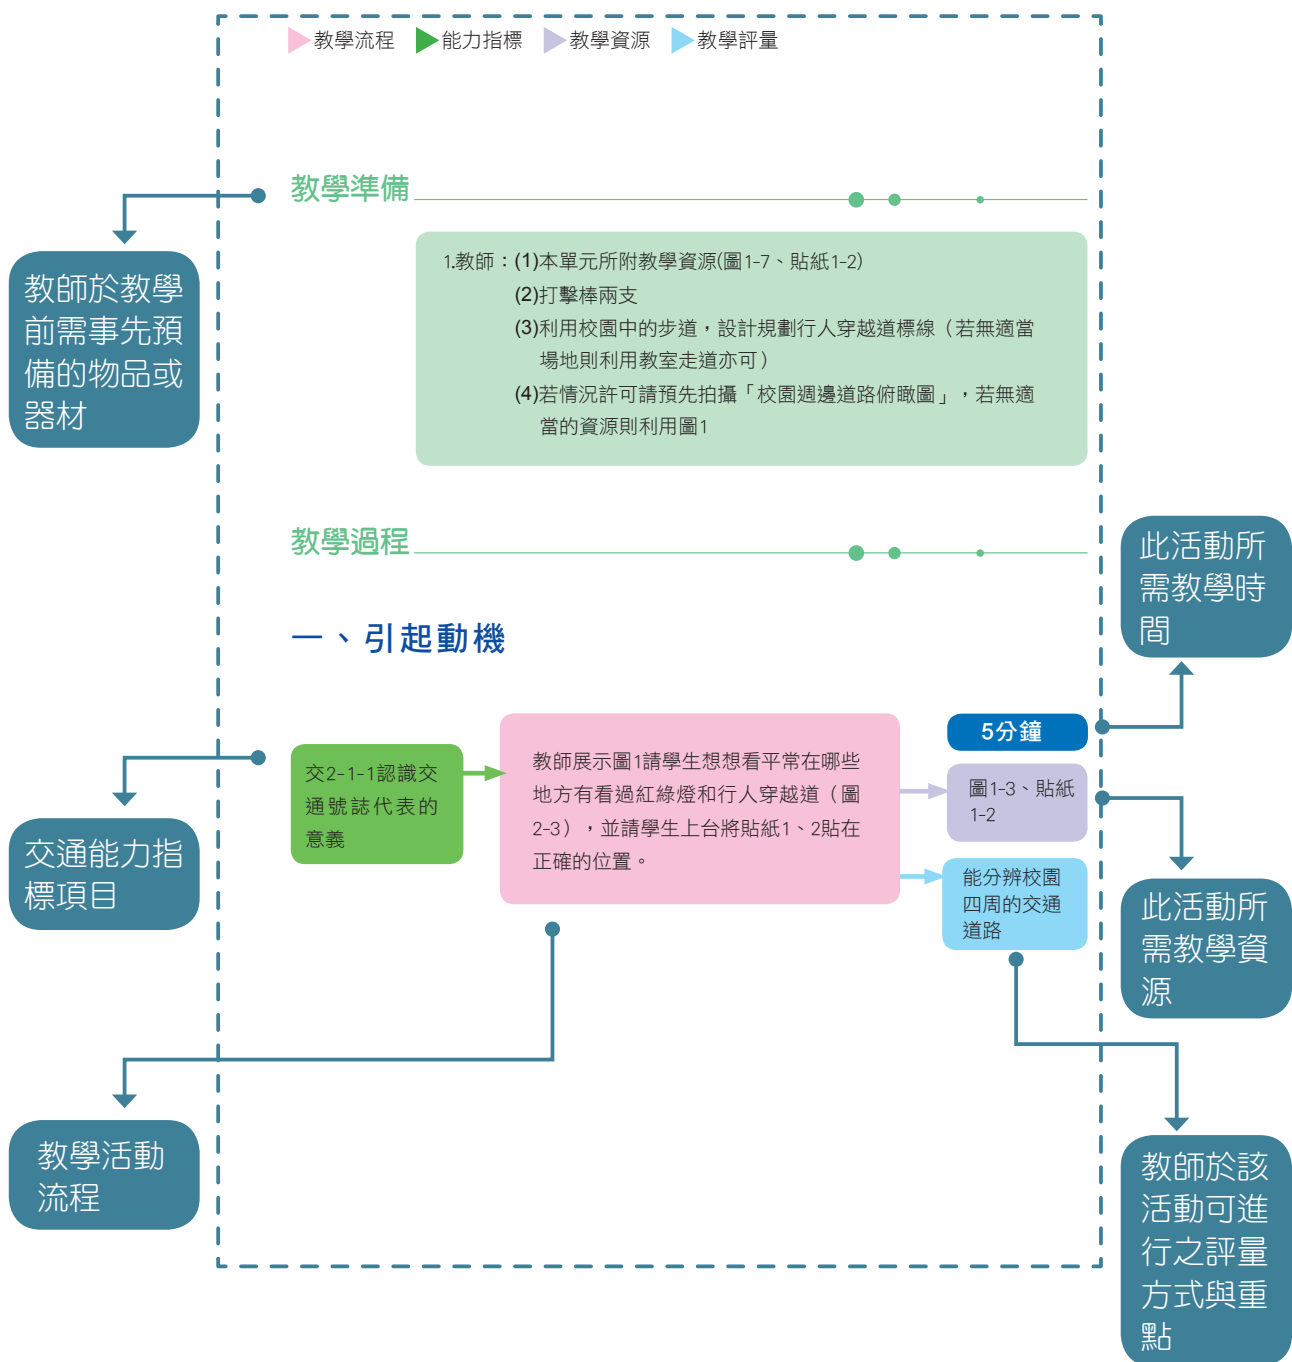 教學流程 能力指標 教學資源 教學評量
教學準備
教師於教學
前需事先預
備的物品或
器材
1.教師：(1)本單元所附教學資源(圖1-7、貼紙1-2)
(2)打擊棒兩支
(3)利用校園中的步道，設計規劃行人穿越道標線（若無適當
場地則利用教室走道亦可）
(4)若情況許可請預先拍攝「校園週邊道路俯瞰圖」，若無適
當的資源則利用圖1
教學過程
此活動所
需教學時
間
一、引起動機
5分鐘
交2-1-1認識交
通號誌代表的
意義
教師展示圖1請學生想想看平常在哪些
地方有看過紅綠燈和行人穿越道（圖
2-3），並請學生上台將貼紙1、2貼在
正確的位置。
圖1-3、貼紙
1-2
能分辨校園
四周的交通
道路
交通能力指
標項目
此活動所
需教學資
源
教學活動
流程
教師於該
活動可進
行之評量
方式與重
點